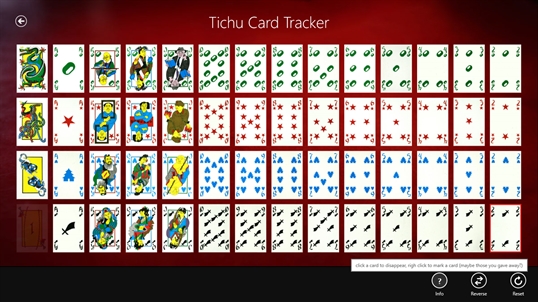 Tichu Card Tracker
click a card to disappear, righ click to mark a card (maybe those you gave away?)
Info
Reverse
Reset